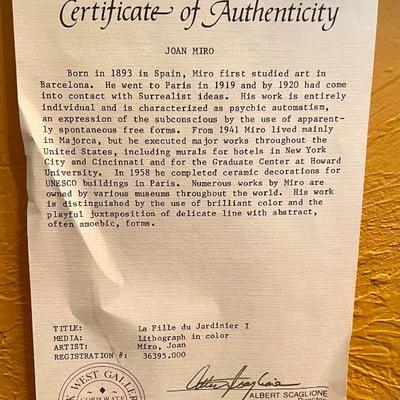 Certificate of Authenticity
JOAN MIRO
Born in 1893 in Spain, Miro first studied art in
Barcelona. He went to Paris in 1919 and by 1920 had come
into contact with Surrealist ideas. His work is entirely
individual and is characterized as psychic automatism,
an expression of the subconscious by the use of apparent-
ly spontaneous free forms. From 1941 Miro lived mainly
in Majorca, but he executed major works throughout the
United States, including murals for hotels in New York
City and Cincinnati and for the Graduate Center at Howard
University. In 1958 he completed ceramic decorations for
UNESCO buildings in Paris. Numerous works by Miro are
owned by various museums throughout the world. His work
is distinguished by the use of brilliant color and the
playful juxtaposition of delicate line with abstract,
often amoebic, forms.
TITLE: La Fille du Jardinier I
MEDIA: Lithograph in color
ARTIST: Miro, Joan
REGISTRATION #: 36395.000
K WEST GALLER
CORPORATE
ALBERT SCAGLIONE
Director